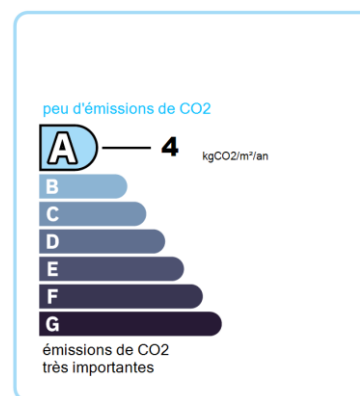 peu d'émissions de CO2
A 4 kgCO2/m²/an
B
C
D
E
F
G
émissions de CO2
très importantes